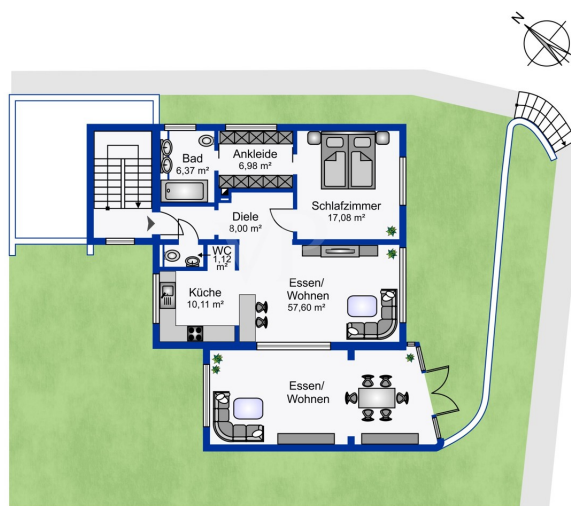 N
Bad
6,37 m²
Ankleide
6,98 m²
Schlafzimmer
17,08 m²
Diele
8,00 m²
WC
1,12
m²
Küche
10,11 m²
Essen/
Wohnen
57,60 m²
Essen/
Wohnen